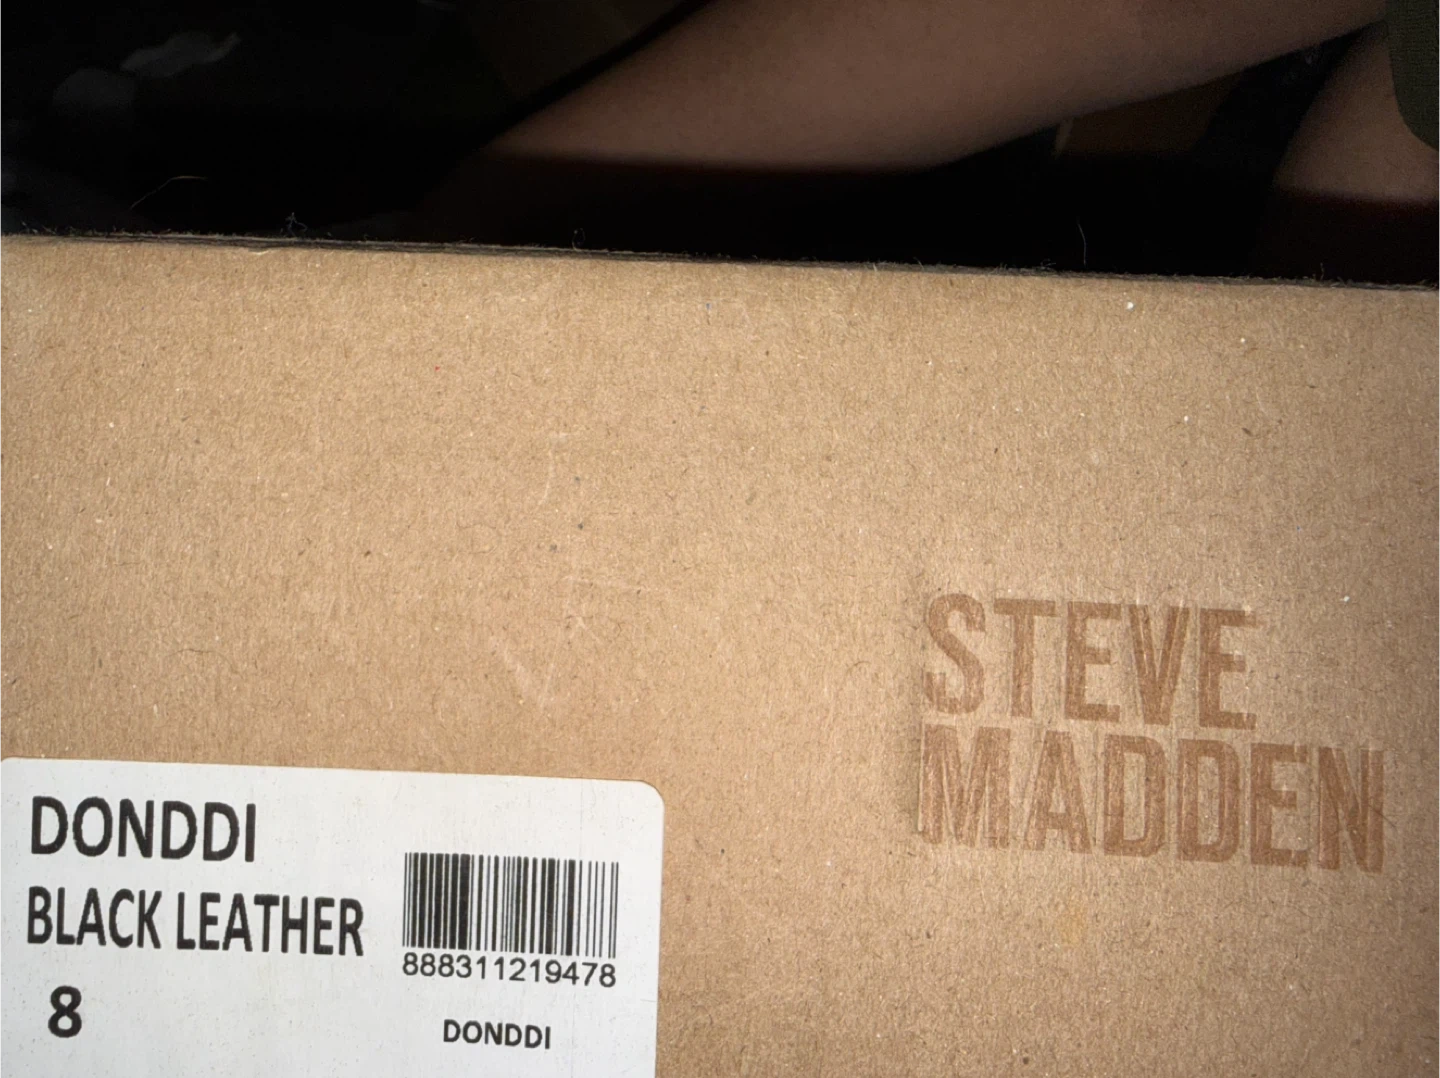 STEVE
MADDEN
DONDDI
BLACK LEATHER
8
888311219478
DONDDI